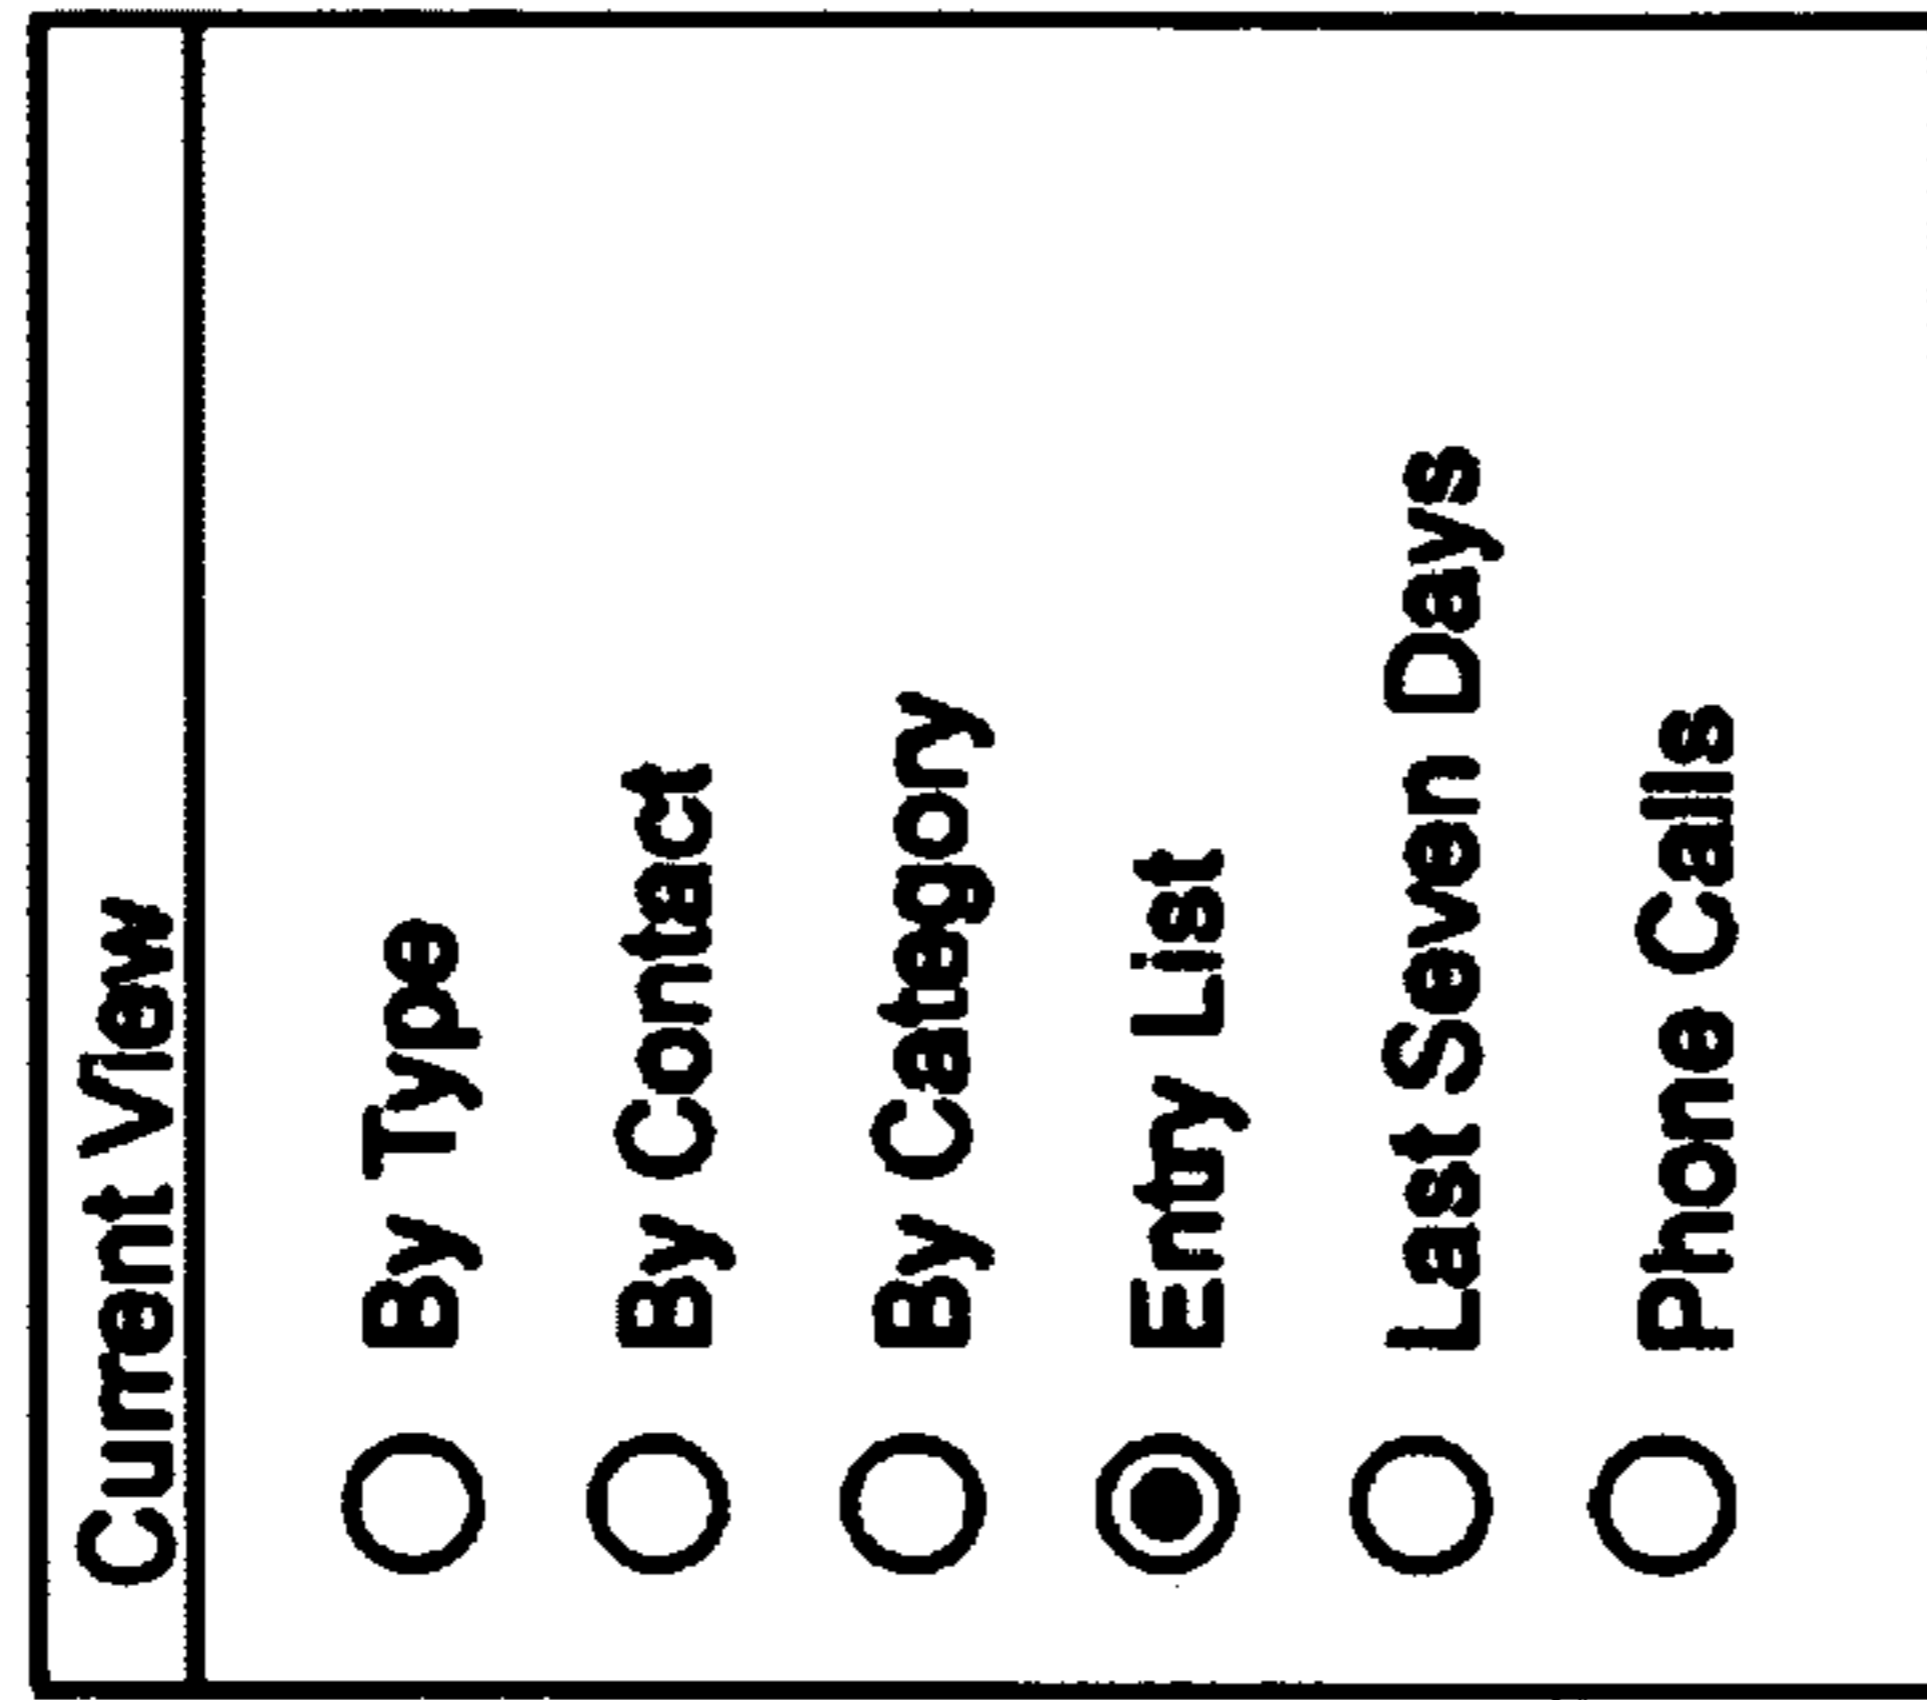 Current View
By Type
By Contact
By Category
Entry List
Last Seven Days
Phone Calls